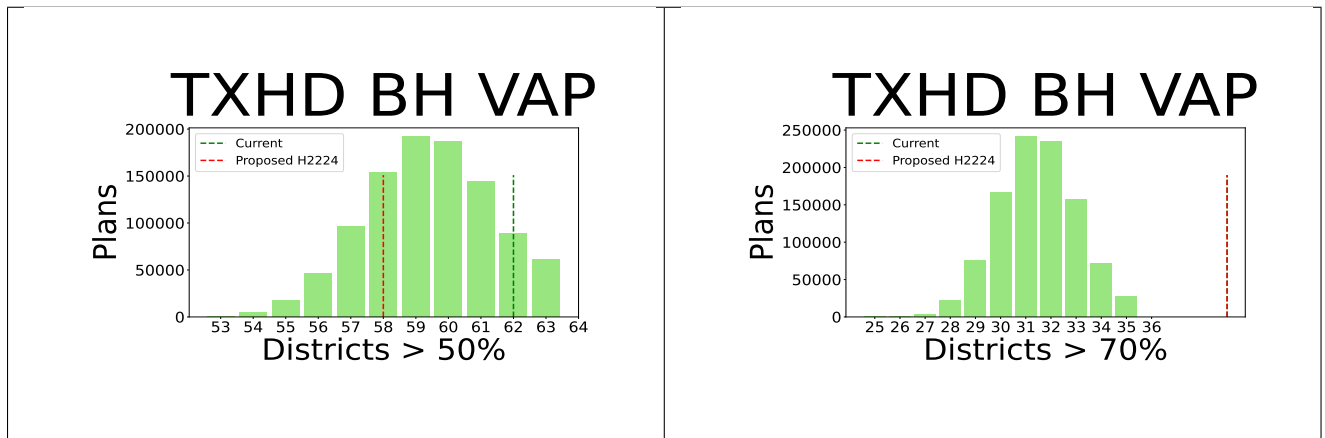 TXHD BH VAP
200000
150000
100000
50000
0
Plans
Current
Proposed H2224
53 54 55 56 57 58 59 60 61 62 63 64
Districts > 50%
TXHD BH VAP
250000
200000
150000
100000
50000
0
Plans
Current
Proposed H2224
25 26 27 28 29 30 31 32 33 34 35 36
Districts > 70%